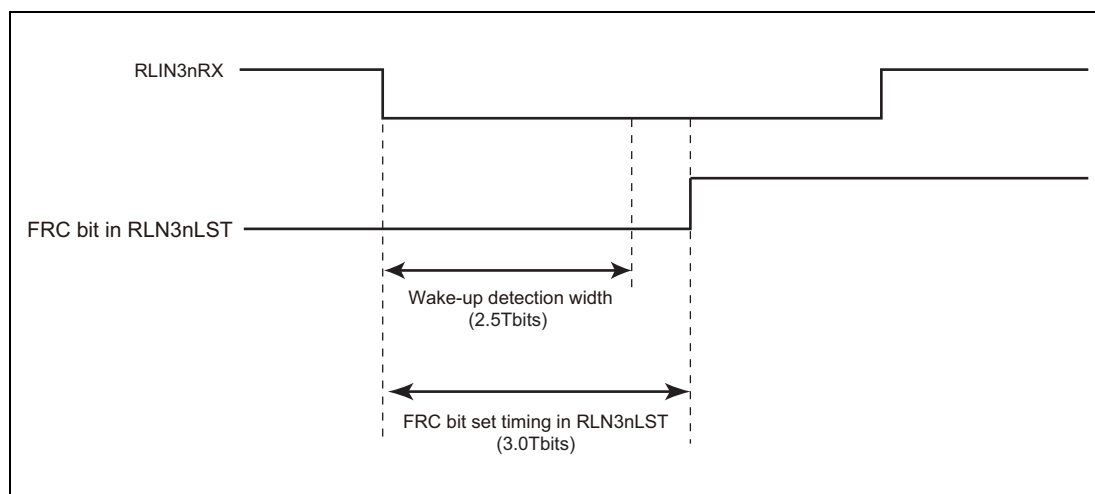 RLIN3nRX
FRC bit in RLN3nLST
Wake-up detection width
(2.5Tbits)
FRC bit set timing in RLN3nLST
(3.0Tbits)